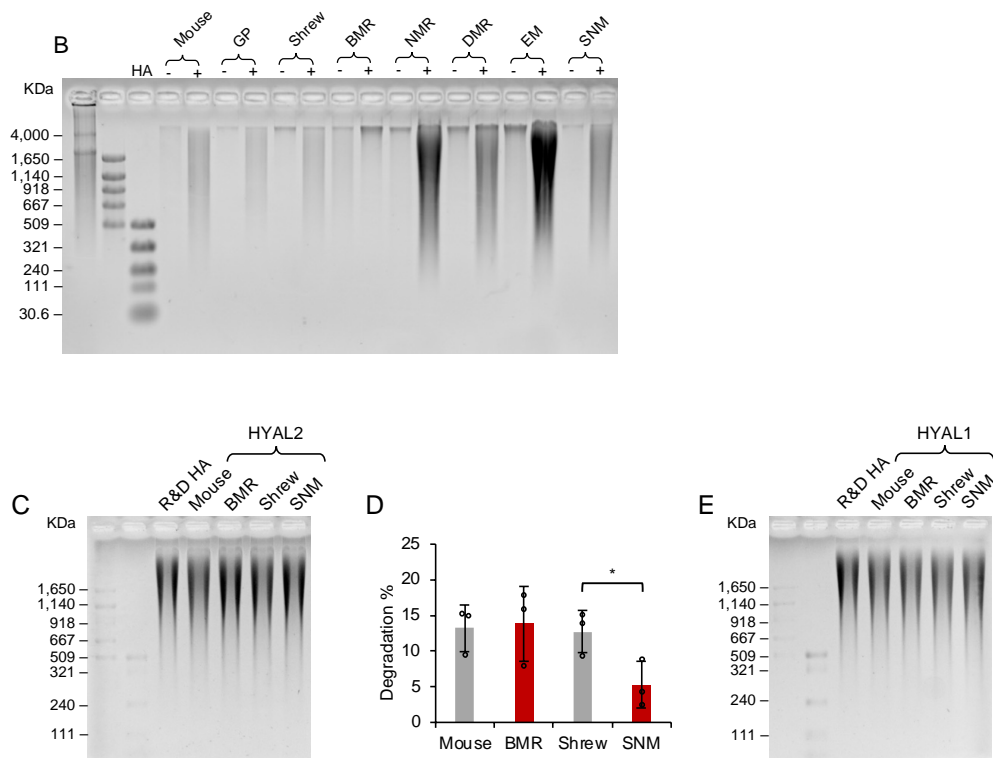 B
Mouse GP Shrew BMR NMR DMR EM SNM
HA - + - + - + - + - + - + - + - +
KDa
4,000
1,650
1,140
918
667
509
321
240
111
30.6
C
HYAL2
R&D HA Mouse BMR Shrew SNM
KDa
1,650
1,140
918
667
509
321
240
111
D
Degradation %
25
20
15
10
5
0
*
Mouse BMR Shrew SNM
E
HYAL1
R&D HA Mouse BMR Shrew SNM
KDa
1,650
1,140
918
667
509
321
240
111